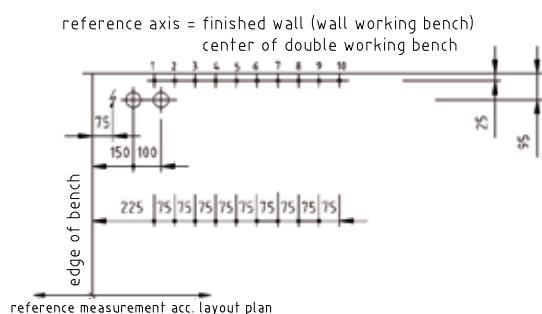 reference axis = finished wall (wall working bench)
center of double working bench
1 2 3 4 5 6 7 8 9 10
75
25
95
150 100
225 75 75 75 75 75 75 75 75 75
edge of bench
reference measurement acc. layout plan